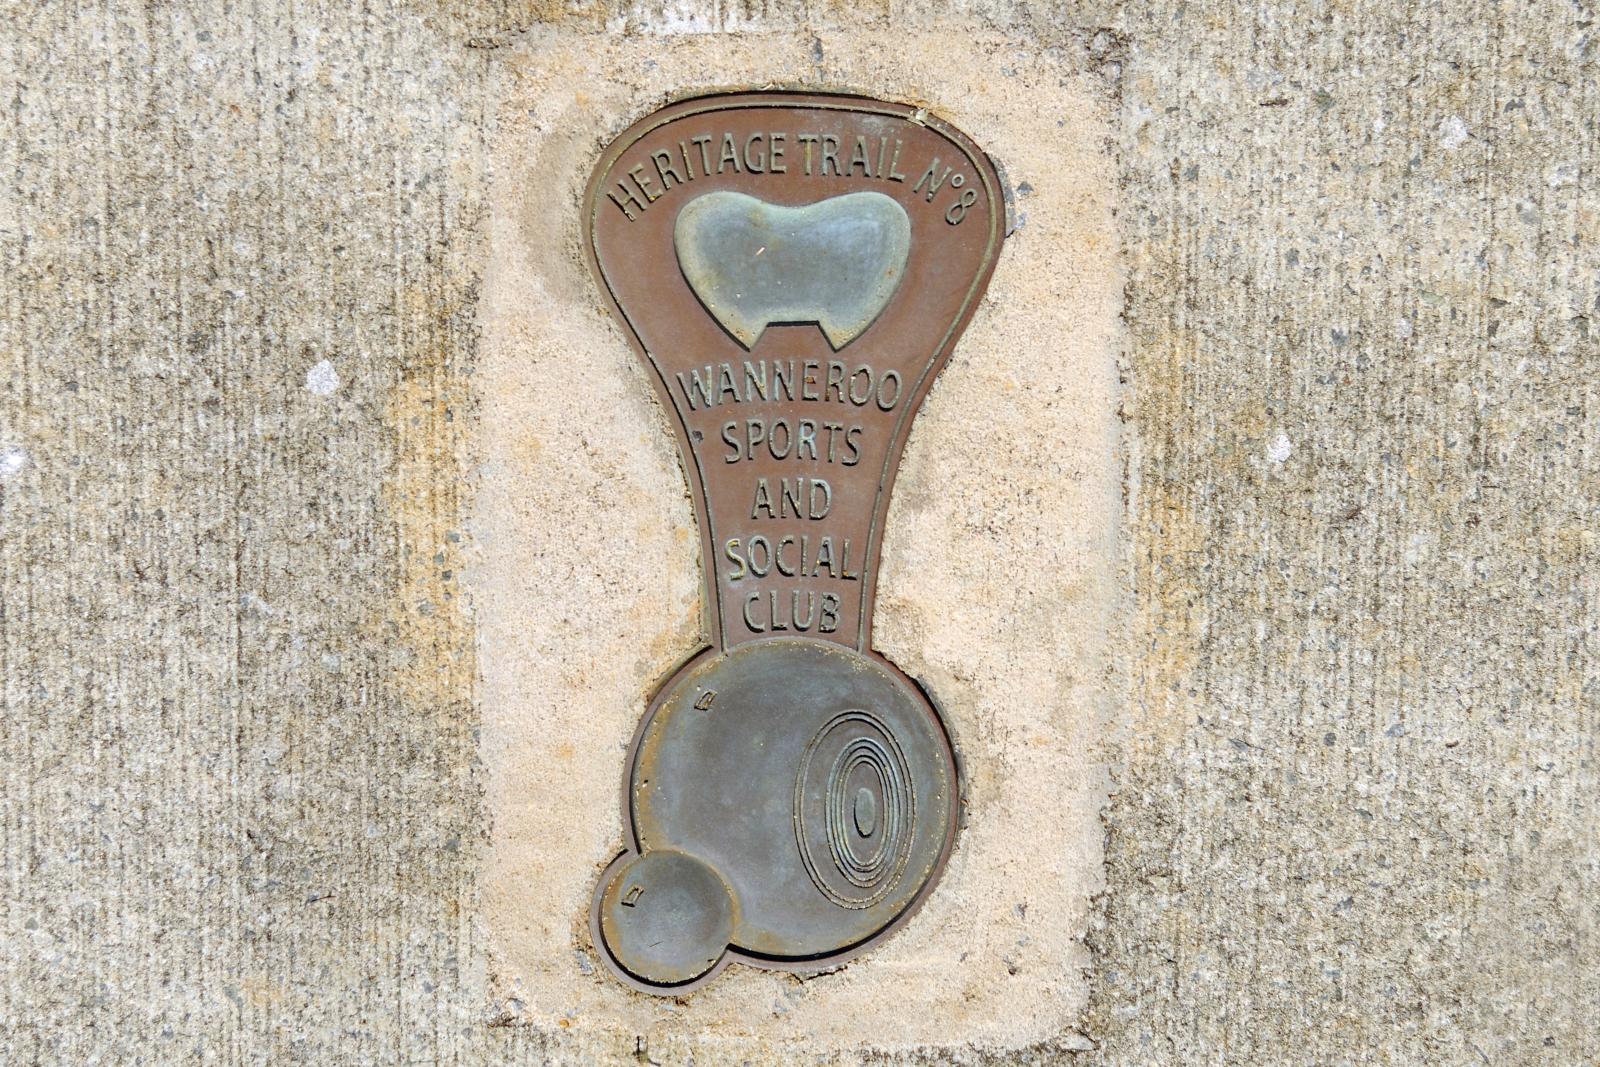 HERITAGE TRAIL Nº8
WANNEROO
SPORTS
AND
SOCIAL
CLUB